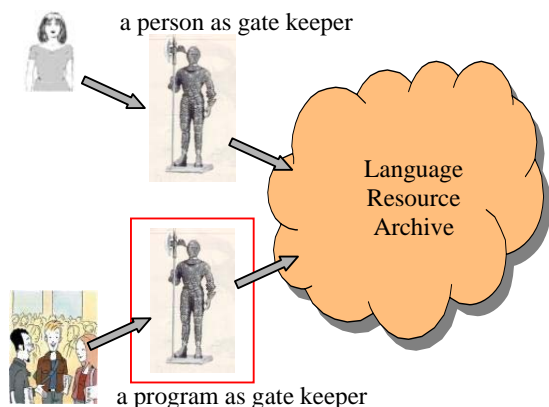 a person as gate keeper
Language
Resource
Archive
a program as gate keeper